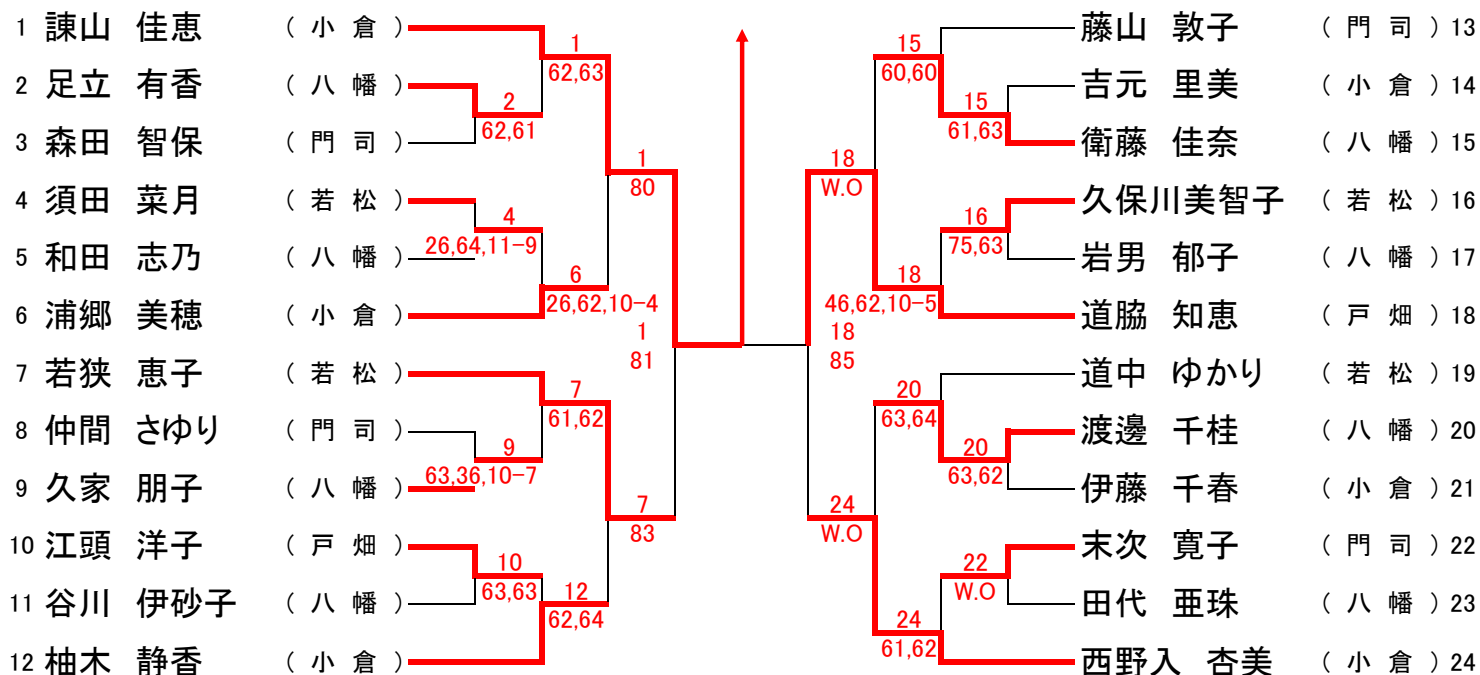 1 諌山 佳恵 （ 小 倉 ）
2 足立 有香 （ 八 幡 ）
3 森田 智保 （ 門 司 ）
4 須田 菜月 （ 若 松 ）
5 和田 志乃 （ 八 幡 ）
6 浦郷 美穂 （ 小 倉 ）
7 若狭 恵子 （ 若 松 ）
8 仲間 さゆり （ 門 司 ）
9 久家 朋子 （ 八 幡 ）
10 江頭 洋子 （ 戸 畑 ）
11 谷川 伊砂子 （ 八 幡 ）
12 柚木 静香 （ 小 倉 ）
2
62,61
4
26,64,11-9
9
63,36,10-7
10
63,63
1
62,63
6
26,62,10-4
7
61,62
12
62,64
1
80
7
83
1
81
18
85
18
W.O
24
W.O
15
60,60
18
46,62,10-5
20
63,64
24
61,62
15
61,63
16
75,63
20
63,62
22
W.O
藤山 敦子 （ 門 司 ） 13
吉元 里美 （ 小 倉 ） 14
衛藤 佳奈 （ 八 幡 ） 15
久保川美智子 （ 若 松 ） 16
岩男 郁子 （ 八 幡 ） 17
道脇 知恵 （ 戸 畑 ） 18
道中 ゆかり （ 若 松 ） 19
渡邊 千桂 （ 八 幡 ） 20
伊藤 千春 （ 小 倉 ） 21
末次 寛子 （ 門 司 ） 22
田代 亜珠 （ 八 幡 ） 23
西野入 杏美 （ 小 倉 ） 24